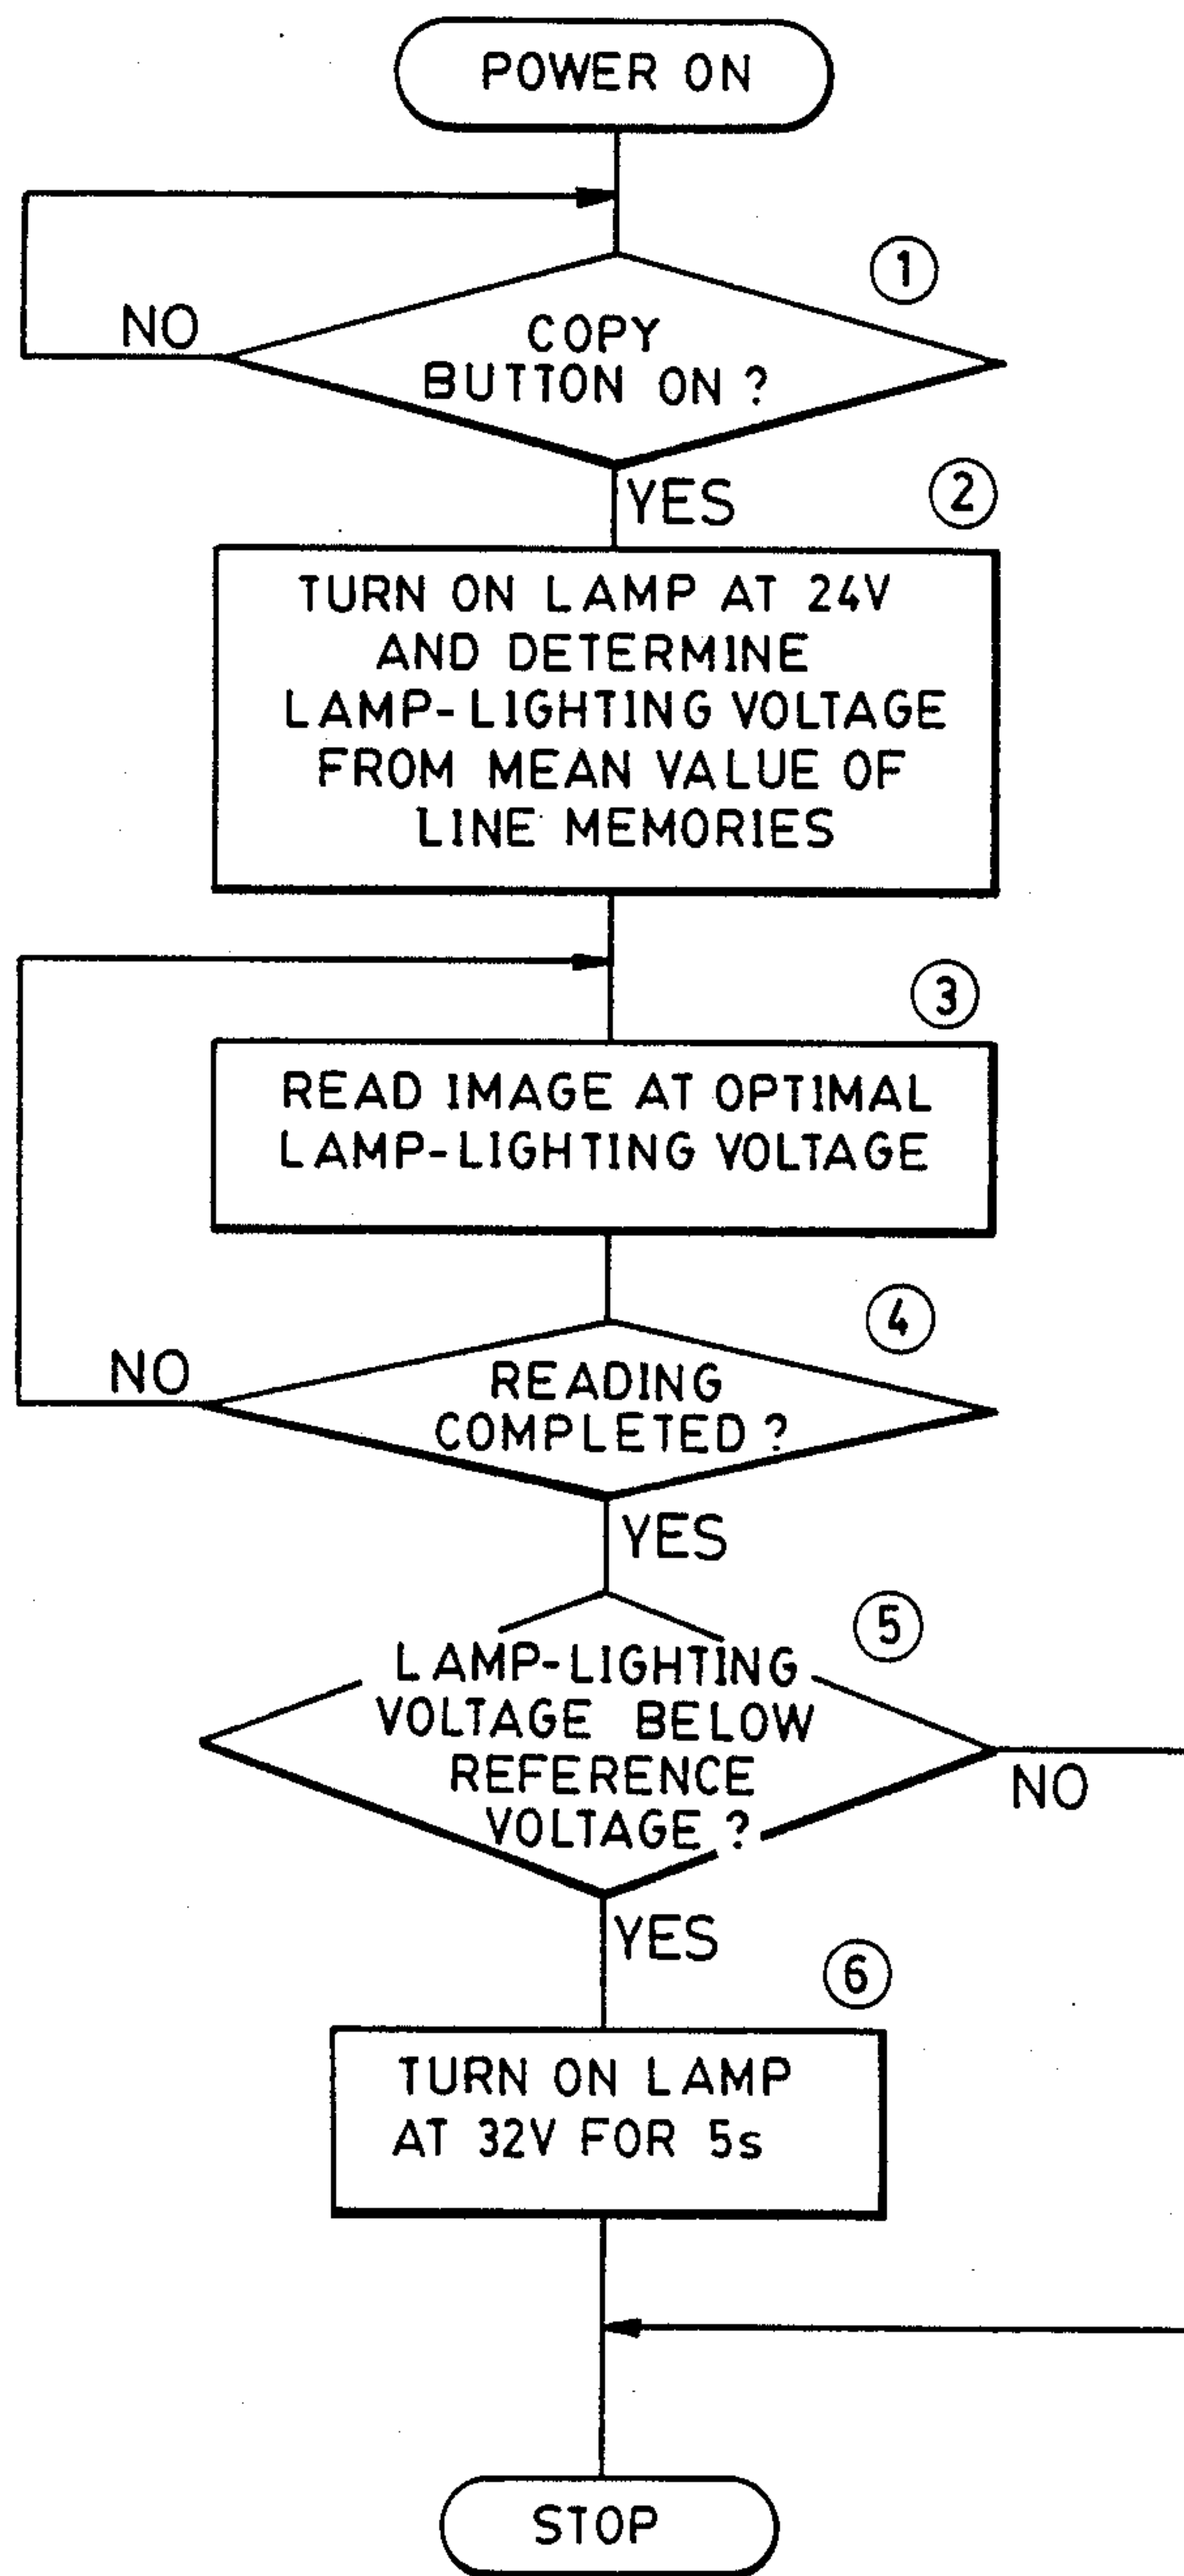 POWER ON
①
NO
COPY
BUTTON ON ?
YES
②
TURN ON LAMP AT 24V
AND DETERMINE
LAMP-LIGHTING VOLTAGE
FROM MEAN VALUE OF
LINE MEMORIES
③
READ IMAGE AT OPTIMAL
LAMP-LIGHTING VOLTAGE
④
NO
READING
COMPLETED ?
YES
⑤
LAMP-LIGHTING
VOLTAGE BELOW
REFERENCE
VOLTAGE ?
NO
YES
⑥
TURN ON LAMP
AT 32V FOR 5s
STOP